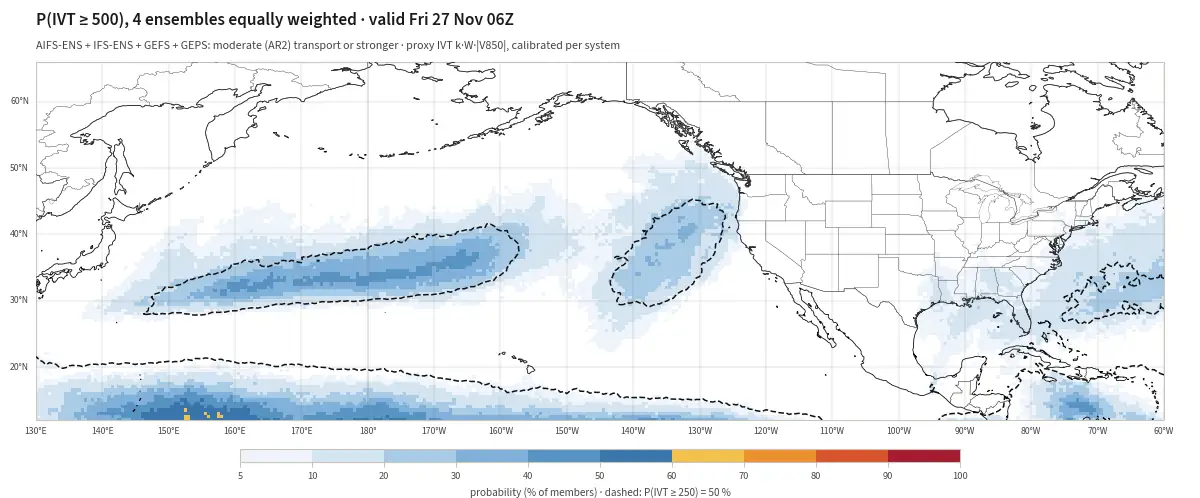 P(IVT ≥ 500), 4 ensembles equally weighted · valid Fri 27 Nov 06Z
AIFS-ENS + IFS-ENS + GEFS + GEPS: moderate (AR2) transport or stronger · proxy IVT k·W·|V850|, calibrated per system
60°N
50°N
40°N
30°N
20°N
130°E 140°E 150°E 160°E 170°E 180° 170°W 160°W 150°W 140°W 130°W 120°W 110°W 100°W 90°W 80°W 70°W 60°W
5 10 20 30 40 50 60 70 80 90 100
probability (% of members) · dashed: P(IVT ≥ 250) = 50 %